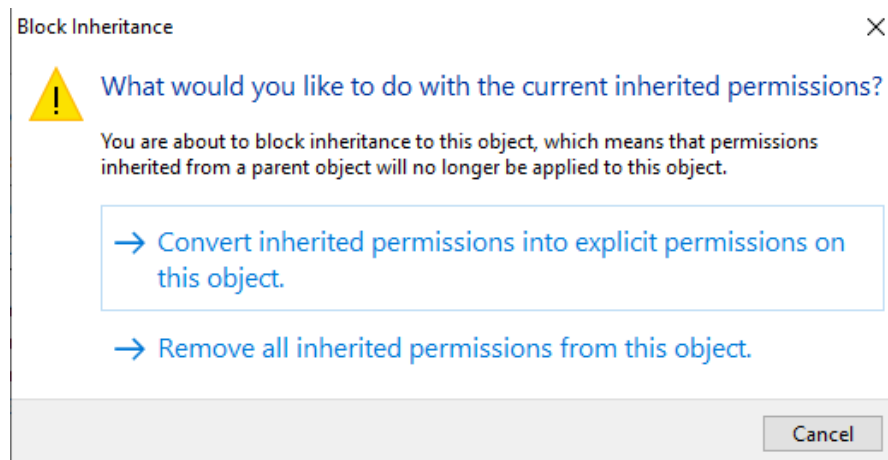 Block Inheritance
What would you like to do with the current inherited permissions?
You are about to block inheritance to this object, which means that permissions
inherited from a parent object will no longer be applied to this object.
Convert inherited permissions into explicit permissions on
this object.
Remove all inherited permissions from this object.
Cancel